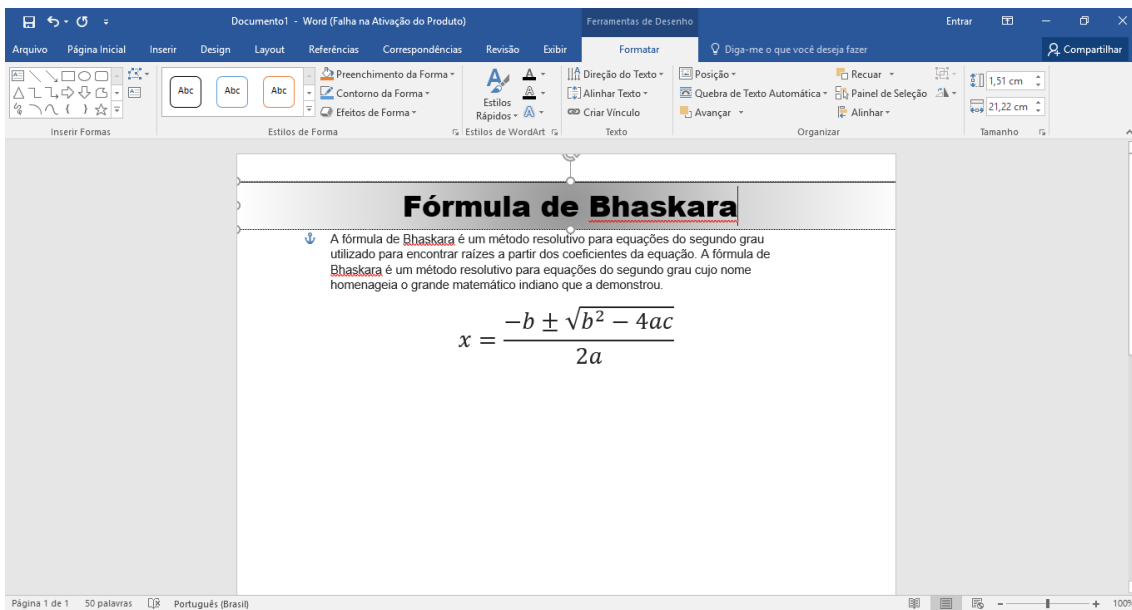 Documento1 - Word (Falha na Ativação do Produto)
Ferramentas de Desenho
Entrar
Arquivo Página Inicial Inserir Design Layout Referências Correspondências Revisão Exibir Formatar Diga-me o que você deseja fazer Compartilhar
Abc Abc Abc
Preenchimento da Forma
Contorno da Forma
Efeitos de Forma
Estilos Rápidos
Direção do Texto
Alinhar Texto
Criar Vínculo
Posição
Quebra de Texto Automática
Avançar
Recuar
Painel de Seleção
Alinhar
1,51 cm
21,22 cm
Inserir Formas Estilos de Forma Estilos de WordArt Texto Organizar Tamanho
Fórmula de Bhaskara
A fórmula de Bhaskara é um método resolutivo para equações do segundo grau
utilizado para encontrar raízes a partir dos coeficientes da equação. A fórmula de
Bhaskara é um método resolutivo para equações do segundo grau cujo nome
homenageia o grande matemático indiano que a demonstrou.
x = −b ± √b² − 4ac
2a
Página 1 de 1 50 palavras Português (Brasil) 100%